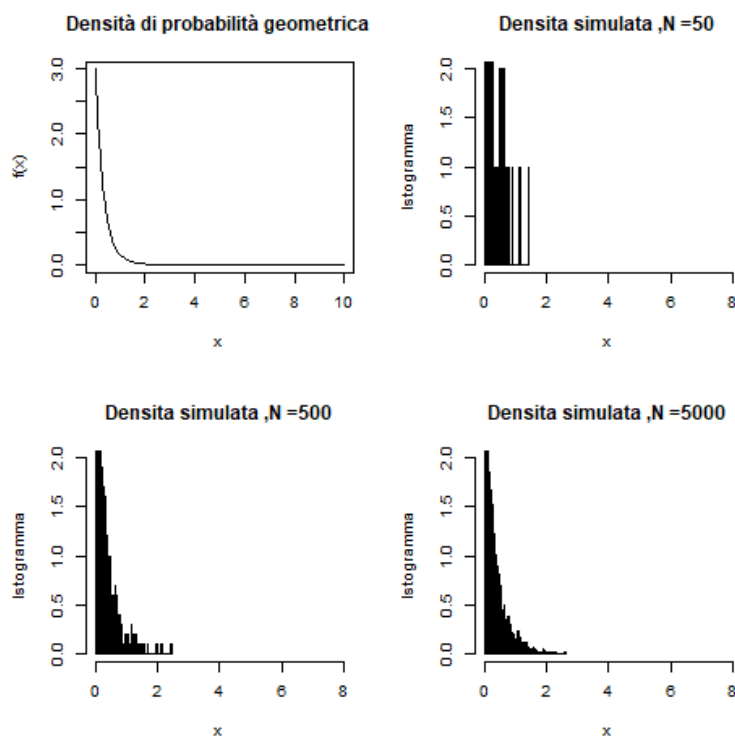 Densità di probabilità geometrica
f(x)
3.0
2.0
1.0
0.0
0 2 4 6 8 10
x
Densita simulata ,N =50
Istogramma
2.0
1.5
1.0
0.5
0.0
0 2 4 6 8
x
Densita simulata ,N =500
Istogramma
2.0
1.5
1.0
0.5
0.0
0 2 4 6 8
x
Densita simulata ,N =5000
Istogramma
2.0
1.5
1.0
0.5
0.0
0 2 4 6 8
x